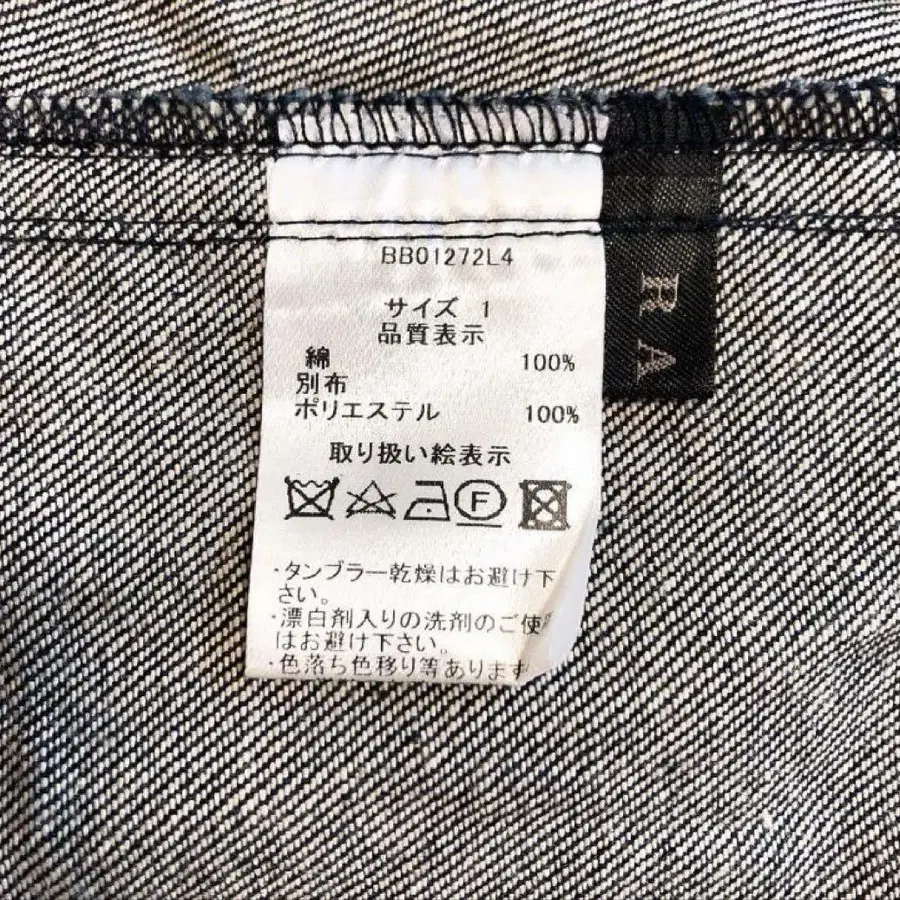 BB01272L4
サイズ 1
品質表示
綿 100%
別布
ポリエステル 100%
取り扱い絵表示
F
・タンブラー乾燥はお避け下
さい。
・漂白剤入りの洗剤のご使
はお避け下さい。
・色落ち色移り等あります
RA